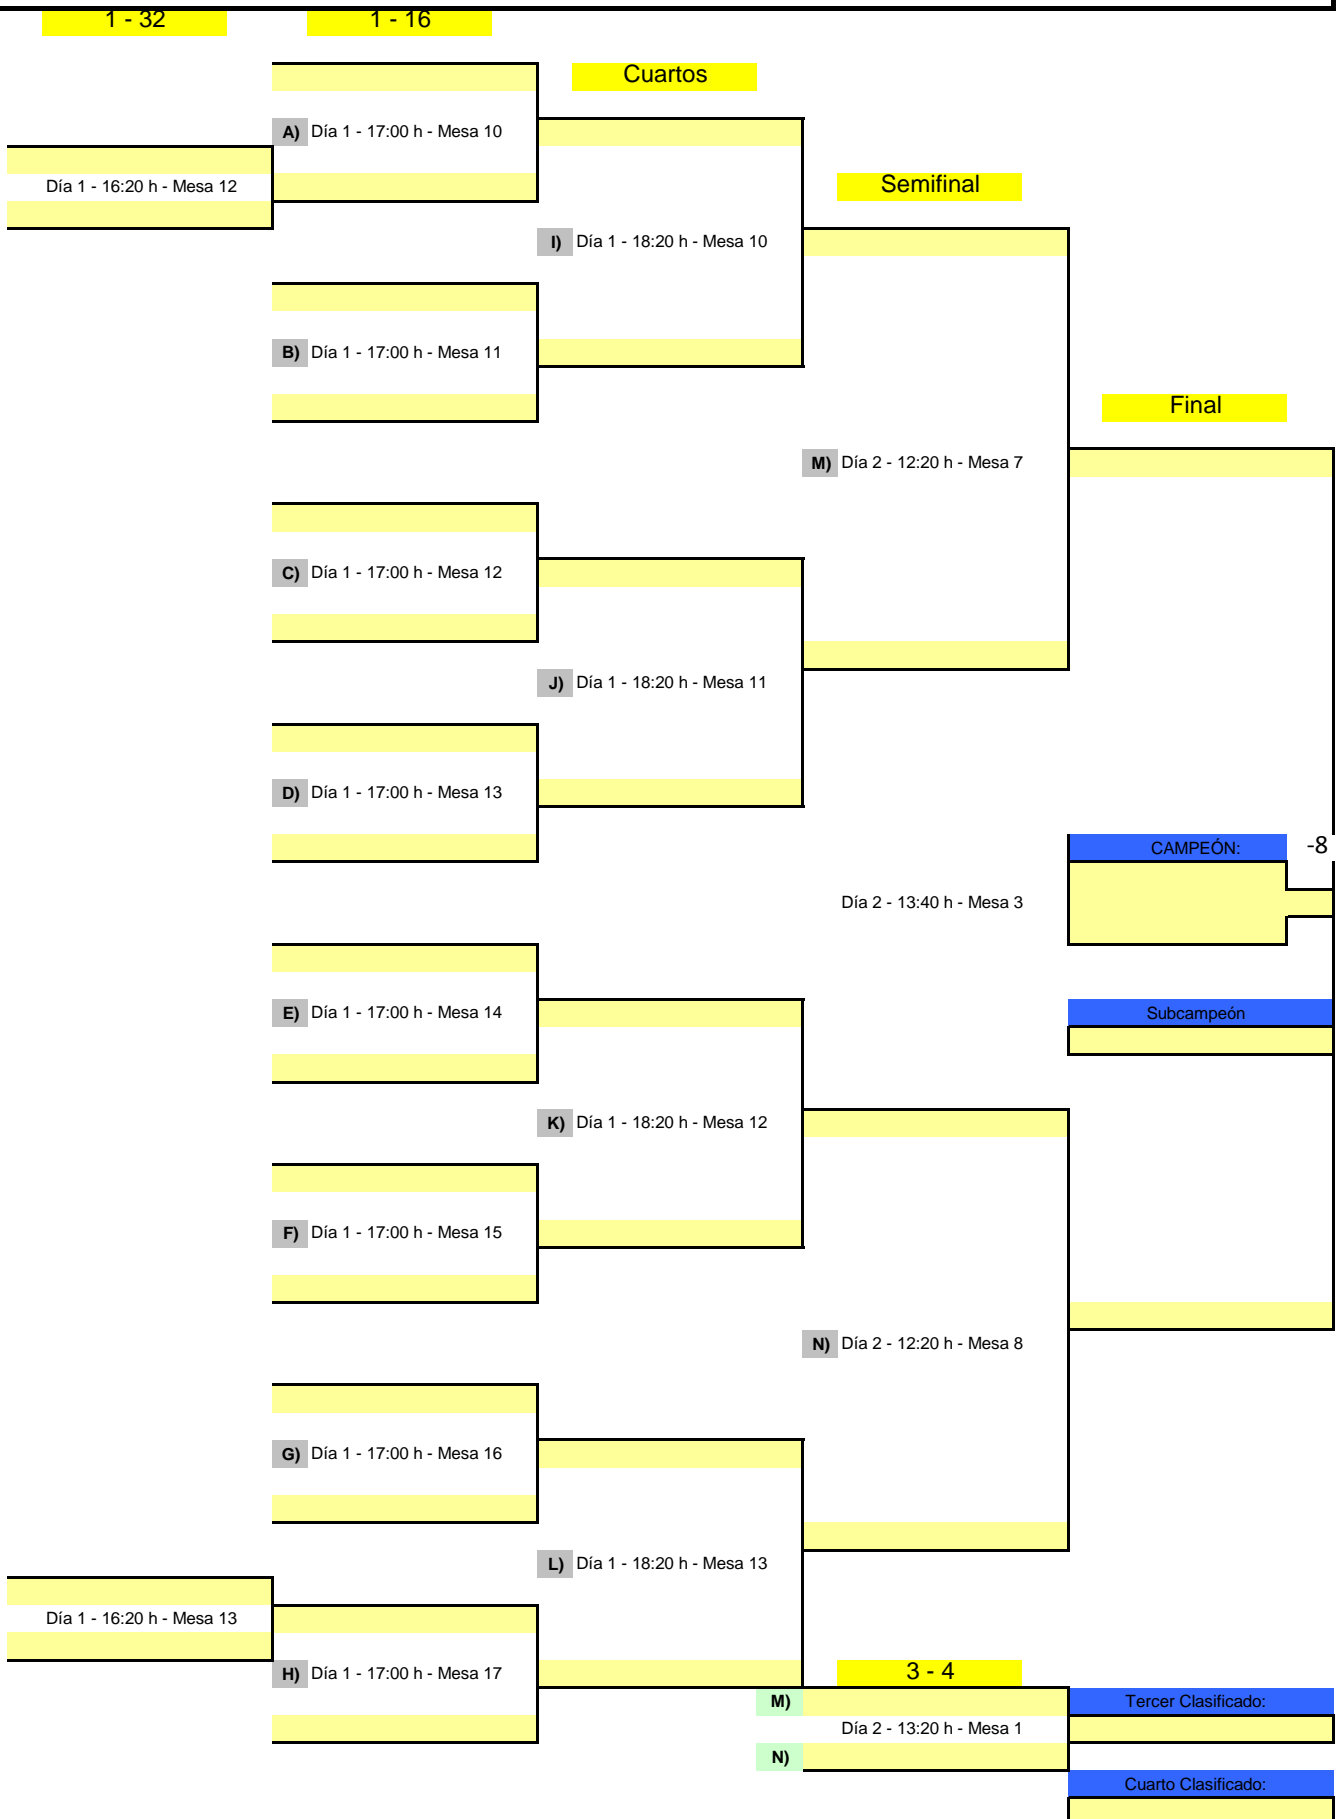 1 - 32
1 - 16
Cuartos
A) Día 1 - 17:00 h - Mesa 10
Día 1 - 16:20 h - Mesa 12
Semifinal
I) Día 1 - 18:20 h - Mesa 10
B) Día 1 - 17:00 h - Mesa 11
Final
M) Día 2 - 12:20 h - Mesa 7
C) Día 1 - 17:00 h - Mesa 12
J) Día 1 - 18:20 h - Mesa 11
D) Día 1 - 17:00 h - Mesa 13
CAMPEÓN:
-8
Día 2 - 13:40 h - Mesa 3
E) Día 1 - 17:00 h - Mesa 14
Subcampeón
K) Día 1 - 18:20 h - Mesa 12
F) Día 1 - 17:00 h - Mesa 15
N) Día 2 - 12:20 h - Mesa 8
G) Día 1 - 17:00 h - Mesa 16
L) Día 1 - 18:20 h - Mesa 13
Día 1 - 16:20 h - Mesa 13
H) Día 1 - 17:00 h - Mesa 17
3 - 4
M)
Tercer Clasificado:
Día 2 - 13:20 h - Mesa 1
N)
Cuarto Clasificado: